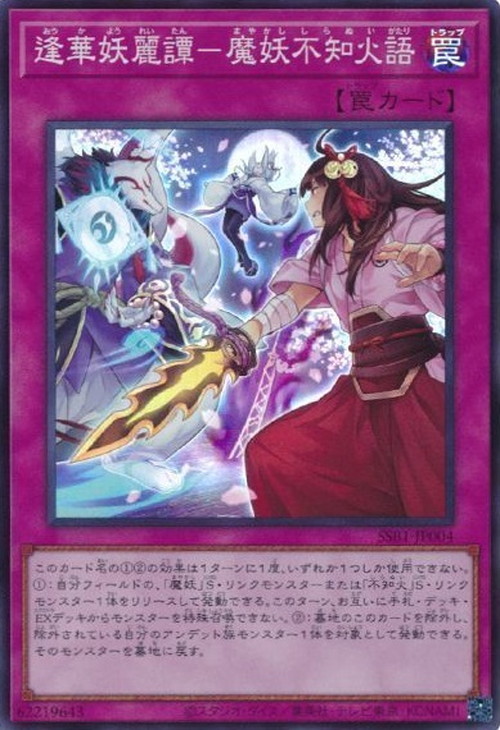 逢華妖麗譚－魔妖不知火語
罠
トラップ
【罠カード】
SSB1-JP004
このカード名の①②の効果は1ターンに1度、いずれか1つしか使用できない。
①：自分フィールドの、「魔妖」S・リンクモンスターまたは「不知火」S・リンク
モンスター1体をリリースして発動できる。このターン、お互いに手札・デッキ・
EXデッキからモンスターを特殊召喚できない。②：墓地のこのカードを除外し、
除外されている自分のアンデット族モンスター1体を対象として発動できる。
そのモンスターを墓地に戻す。
62219643
©スタジオ・ダイス／集英社・テレビ東京・KONAMI